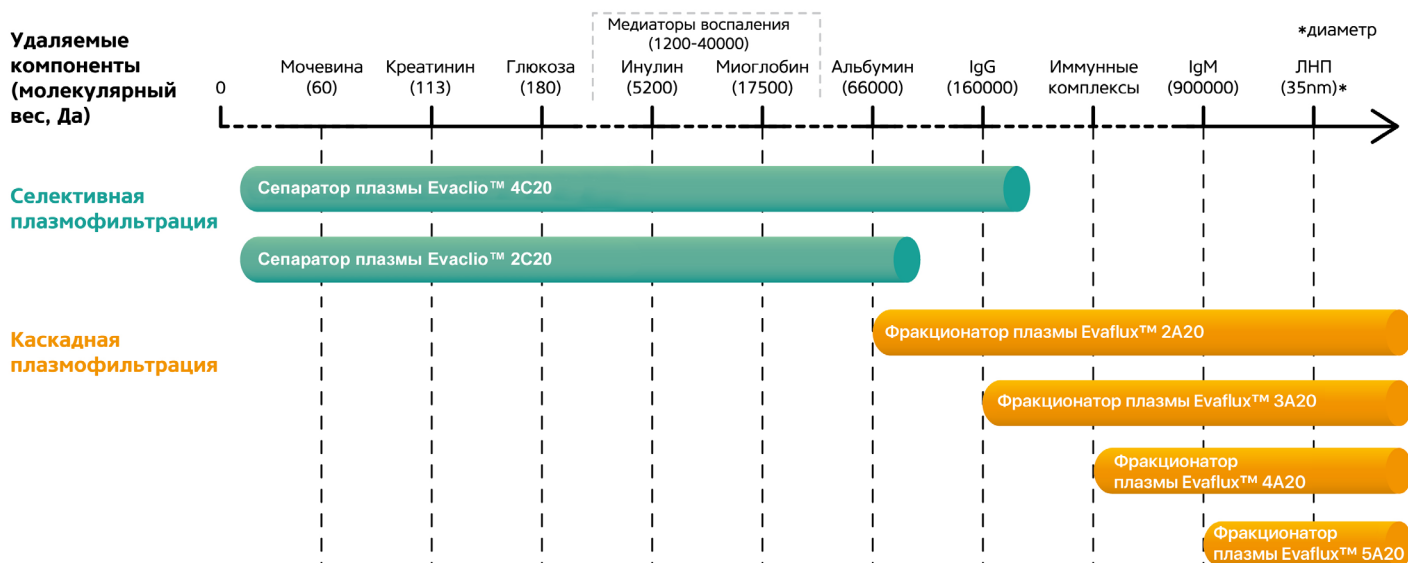 Удаляемые
компоненты
(молекулярный
вес, Да)
Медиаторы воспаления
(1200-40000)
*диаметр
0
Мочевина
(60)
Креатинин
(113)
Глюкоза
(180)
Инулин
(5200)
Миоглобин
(17500)
Альбумин
(66000)
IgG
(160000)
Иммунные
комплексы
IgM
(900000)
ЛНП
(35nm)*
Селективная
плазмофильтрация
Сепаратор плазмы Evaclio™ 4C20
Сепаратор плазмы Evaclio™ 2C20
Каскадная
плазмофильтрация
Фракционатор плазмы Evaflux™ 2A20
Фракционатор плазмы Evaflux™ 3A20
Фракционатор
плазмы Evaflux™ 4A20
Фракционатор
плазмы Evaflux™ 5A20